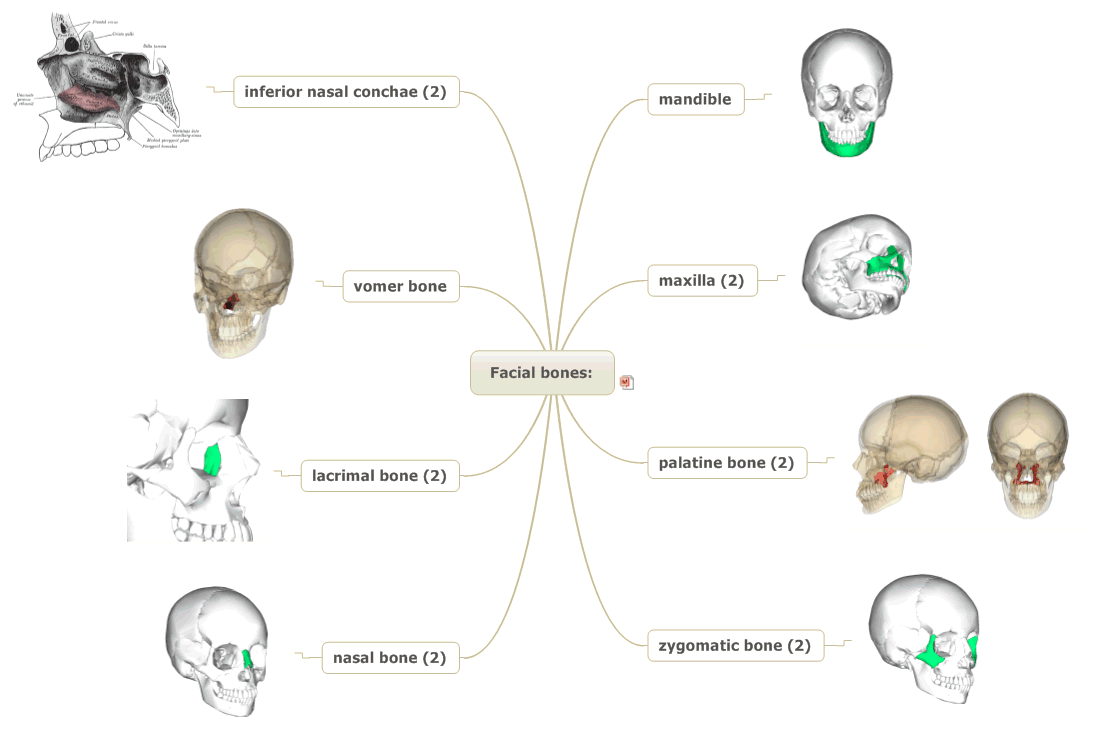 Frontal sinus
Crista galli
Sella turcica
Uncinate
process
of ethmoid
Openings into
maxillary sinus
Medial pterygoid plate
Pterygoid hamulus
inferior nasal conchae (2)
mandible
vomer bone
maxilla (2)
Facial bones:
lacrimal bone (2)
palatine bone (2)
nasal bone (2)
zygomatic bone (2)